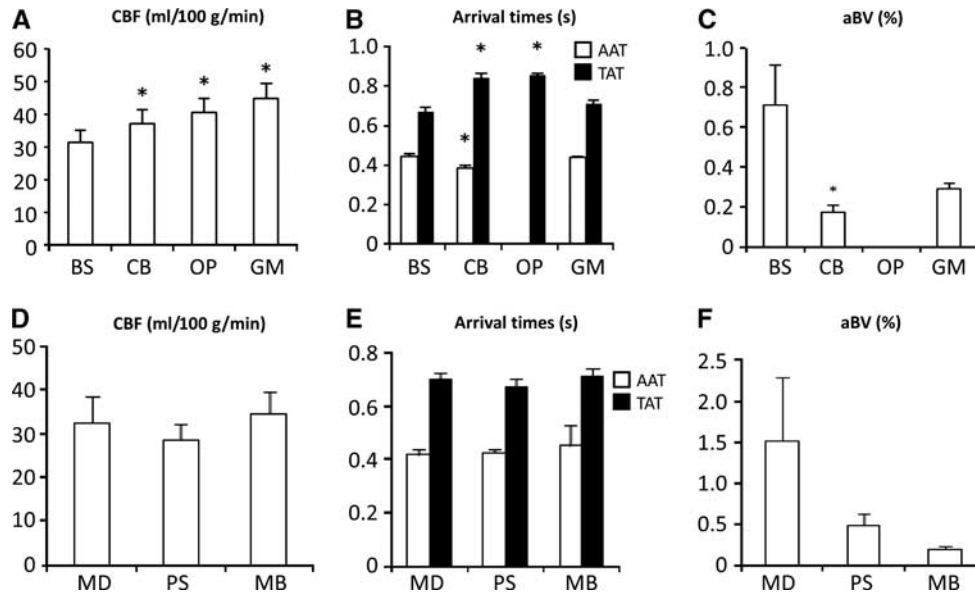 A CBF (ml/100 g/min)
60
50
40
30
20
10
0
* * *
BS CB OP GM
B Arrival times (s)
1.0
0.8
0.6
0.4
0.2
0
* * *
AAT
TAT
BS CB OP GM
C aBV (%)
1.0
0.8
0.6
0.4
0.2
0
*
BS CB OP GM
D CBF (ml/100 g/min)
50
40
30
20
10
0
MD PS MB
E Arrival times (s)
0.8
0.6
0.4
0.2
0
AAT
TAT
MD PS MB
F aBV (%)
2.5
2.0
1.5
1.0
0.5
0
MD PS MB